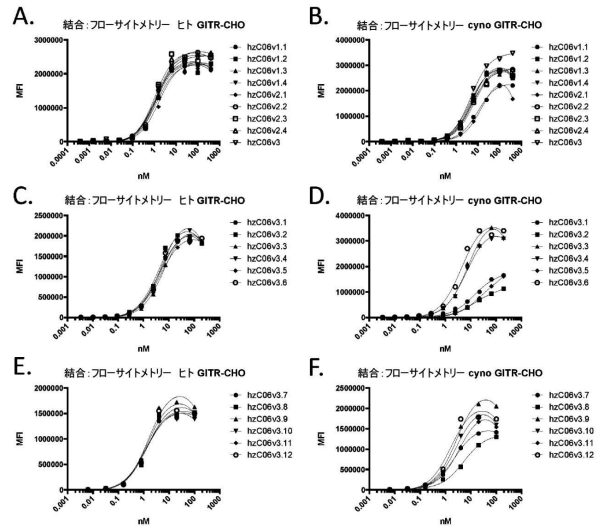 A.
結合：フローサイトメトリー ヒト GITR-CHO
MFI
3000000
2000000
1000000
0
0.0001
0.001
0.01
0.1
1
10
100
1000
nM
hzC06v1.1
hzC06v1.2
hzC06v1.3
hzC06v1.4
hzC06v2.1
hzC06v2.2
hzC06v2.3
hzC06v2.4
hzC06v3
B.
結合：フローサイトメトリー cyno GITR-CHO
MFI
4000000
3000000
2000000
1000000
0
0.0001
0.001
0.01
0.1
1
10
100
1000
nM
hzC06v1.1
hzC06v1.2
hzC06v1.3
hzC06v1.4
hzC06v2.1
hzC06v2.2
hzC06v2.3
hzC06v2.4
hzC06v3
C.
結合：フローサイトメトリー ヒト GITR-CHO
MFI
2500000
2000000
1500000
1000000
500000
0
0.001
0.01
0.1
1
10
100
1000
nM
hzC06v3.1
hzC06v3.2
hzC06v3.3
hzC06v3.4
hzC06v3.5
hzC06v3.6
D.
結合：フローサイトメトリー cyno GITR-CHO
MFI
4000000
3000000
2000000
1000000
0
0.001
0.01
0.1
1
10
100
1000
nM
hzC06v3.1
hzC06v3.2
hzC06v3.3
hzC06v3.4
hzC06v3.5
hzC06v3.6
E.
結合：フローサイトメトリー ヒト GITR-CHO
MFI
2000000
1500000
1000000
500000
0
0.001
0.01
0.1
1
10
100
1000
nM
hzC06v3.7
hzC06v3.8
hzC06v3.9
hzC06v3.10
hzC06v3.11
hzC06v3.12
F.
結合：フローサイトメトリー cyno GITR-CHO
MFI
2500000
2000000
1500000
1000000
500000
0
0.001
0.01
0.1
1
10
100
1000
nM
hzC06v3.7
hzC06v3.8
hzC06v3.9
hzC06v3.10
hzC06v3.11
hzC06v3.12